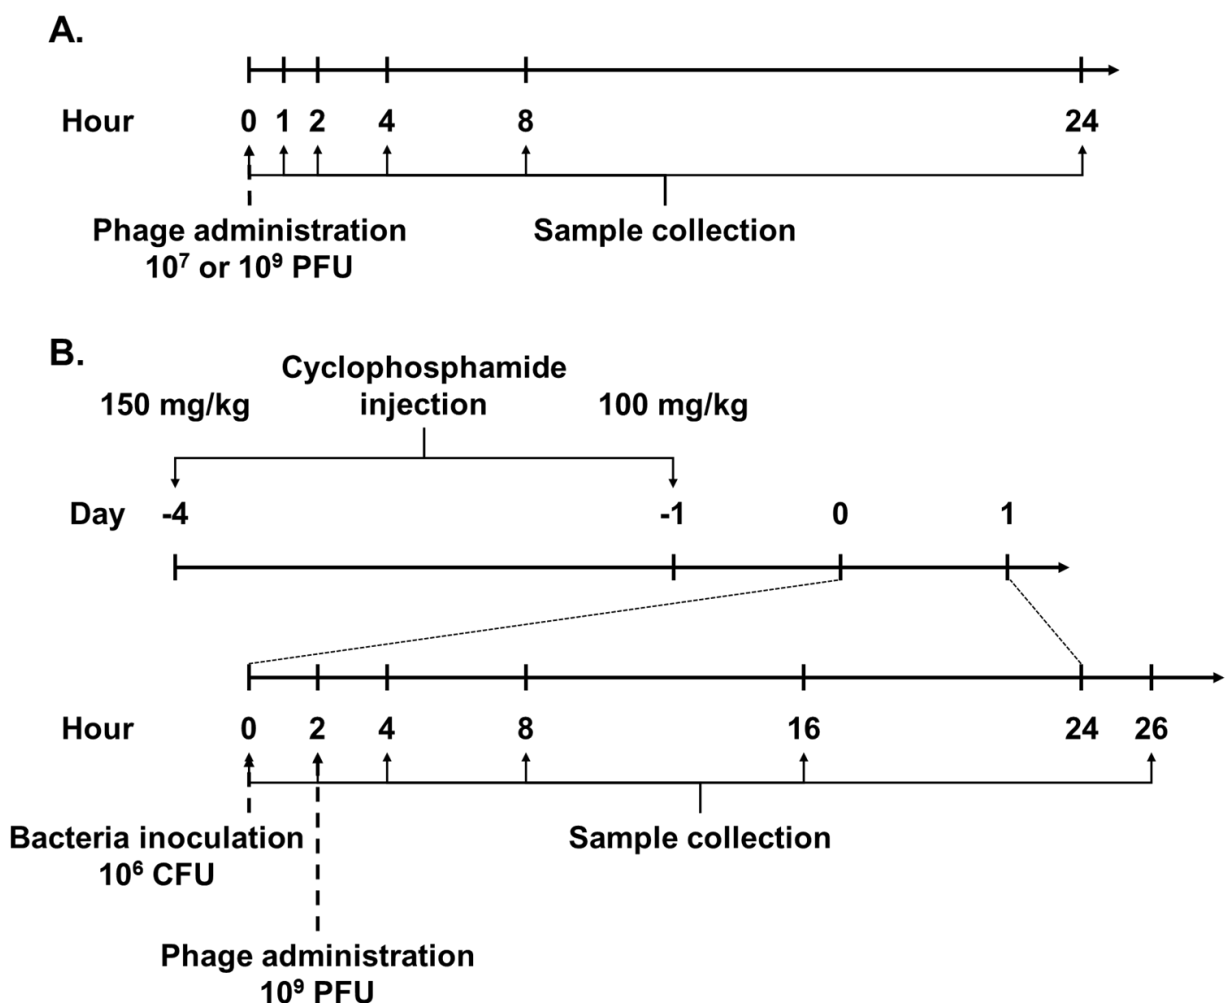 A.
Hour 0 1 2 4 8 24
Phage administration
10⁷ or 10⁹ PFU
Sample collection
B.
Cyclophosphamide
injection
150 mg/kg
100 mg/kg
Day -4 -1 0 1
Hour 0 2 4 8 16 24 26
Bacteria inoculation
10⁶ CFU
Sample collection
Phage administration
10⁹ PFU